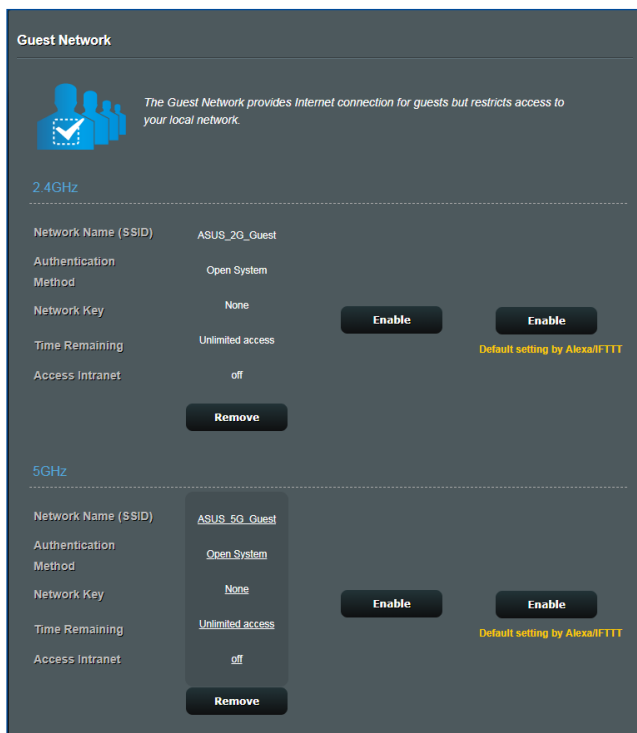 Guest Network
The Guest Network provides Internet connection for guests but restricts access to
your local network.
2.4GHz
Network Name (SSID) ASUS_2G_Guest
Authentication
Method
Open System
Network Key None
Enable Enable
Time Remaining Unlimited access
Default setting by Alexa/IFTTT
Access Intranet off
Remove
5GHz
Network Name (SSID) ASUS_5G_Guest
Authentication
Method
Open System
Network Key None
Enable Enable
Time Remaining Unlimited access
Default setting by Alexa/IFTTT
Access Intranet off
Remove